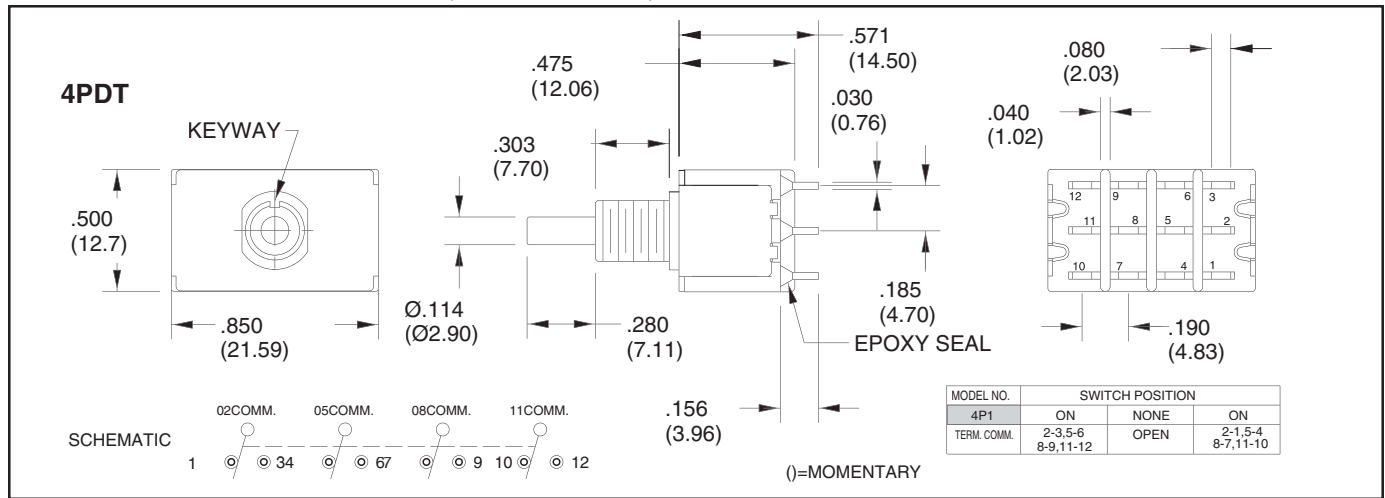 4PDT
KEYWAY
.500
(12.7)
.850
(21.59)
.475
(12.06)
.571
(14.50)
.303
(7.70)
.030
(0.76)
Ø.114
(Ø2.90)
.280
(7.11)
.185
(4.70)
EPOXY SEAL
.156
(3.96)
.080
(2.03)
.040
(1.02)
12 9 6 3
11 8 5 2
10 7 4 1
.190
(4.83)
SCHEMATIC
02COMM. 05COMM. 08COMM. 11COMM.
1 34 67 9 10 12
()=MOMENTARY
MODEL NO. SWITCH POSITION
4P1 ON NONE ON
TERM. COMM. 2-3,5-6 OPEN 2-1,5-4
8-9,11-12 8-7,11-10